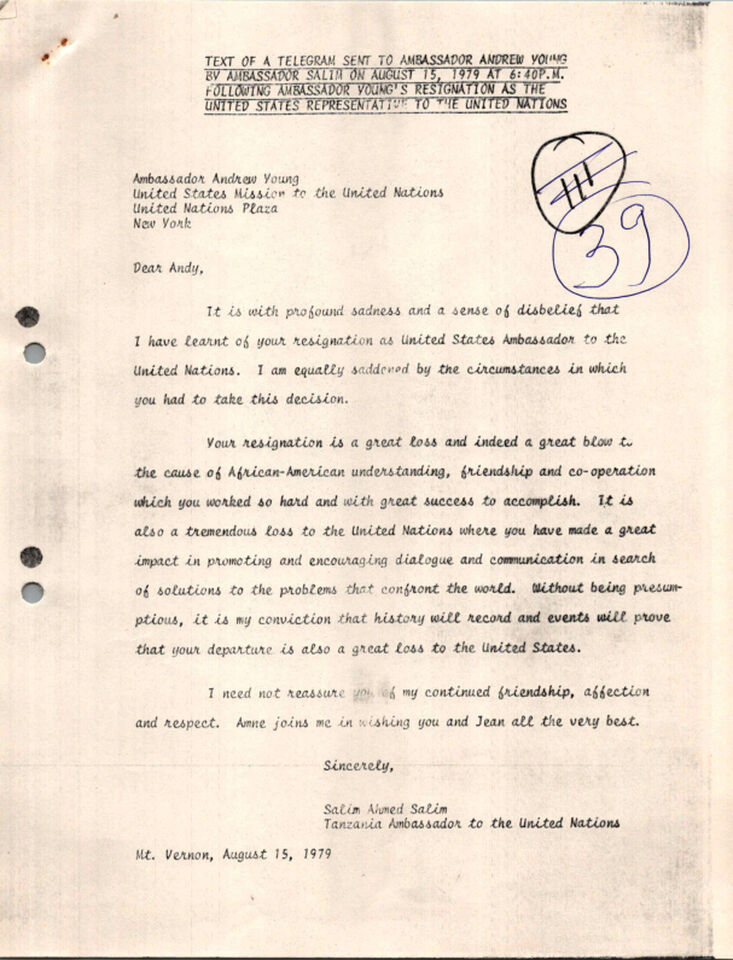 TEXT OF A TELEGRAM SENT TO AMBASSADOR ANDREW YOUNG
BY AMBASSADOR SALIM ON AUGUST 15, 1979 AT 6:40P.M.
FOLLOWING AMBASSADOR YOUNG'S RESIGNATION AS THE
UNITED STATES REPRESENTATIVE TO THE UNITED NATIONS
III
39
Ambassador Andrew Young
United States Mission to the United Nations
United Nations Plaza
New York
Dear Andy,
It is with profound sadness and a sense of disbelief that
I have learnt of your resignation as United States Ambassador to the
United Nations. I am equally saddened by the circumstances in which
you had to take this decision.
Your resignation is a great loss and indeed a great blow to
the cause of African-American understanding, friendship and co-operation
which you worked so hard and with great success to accomplish. It is
also a tremendous loss to the United Nations where you have made a great
impact in promoting and encouraging dialogue and communication in search
of solutions to the problems that confront the world. Without being presum-
ptious, it is my conviction that history will record and events will prove
that your departure is also a great loss to the United States.
I need not reassure you of my continued friendship, affection
and respect. Amne joins me in wishing you and Jean all the very best.
Sincerely,
Salim Ahmed Salim
Tanzania Ambassador to the United Nations
Mt. Vernon, August 15, 1979